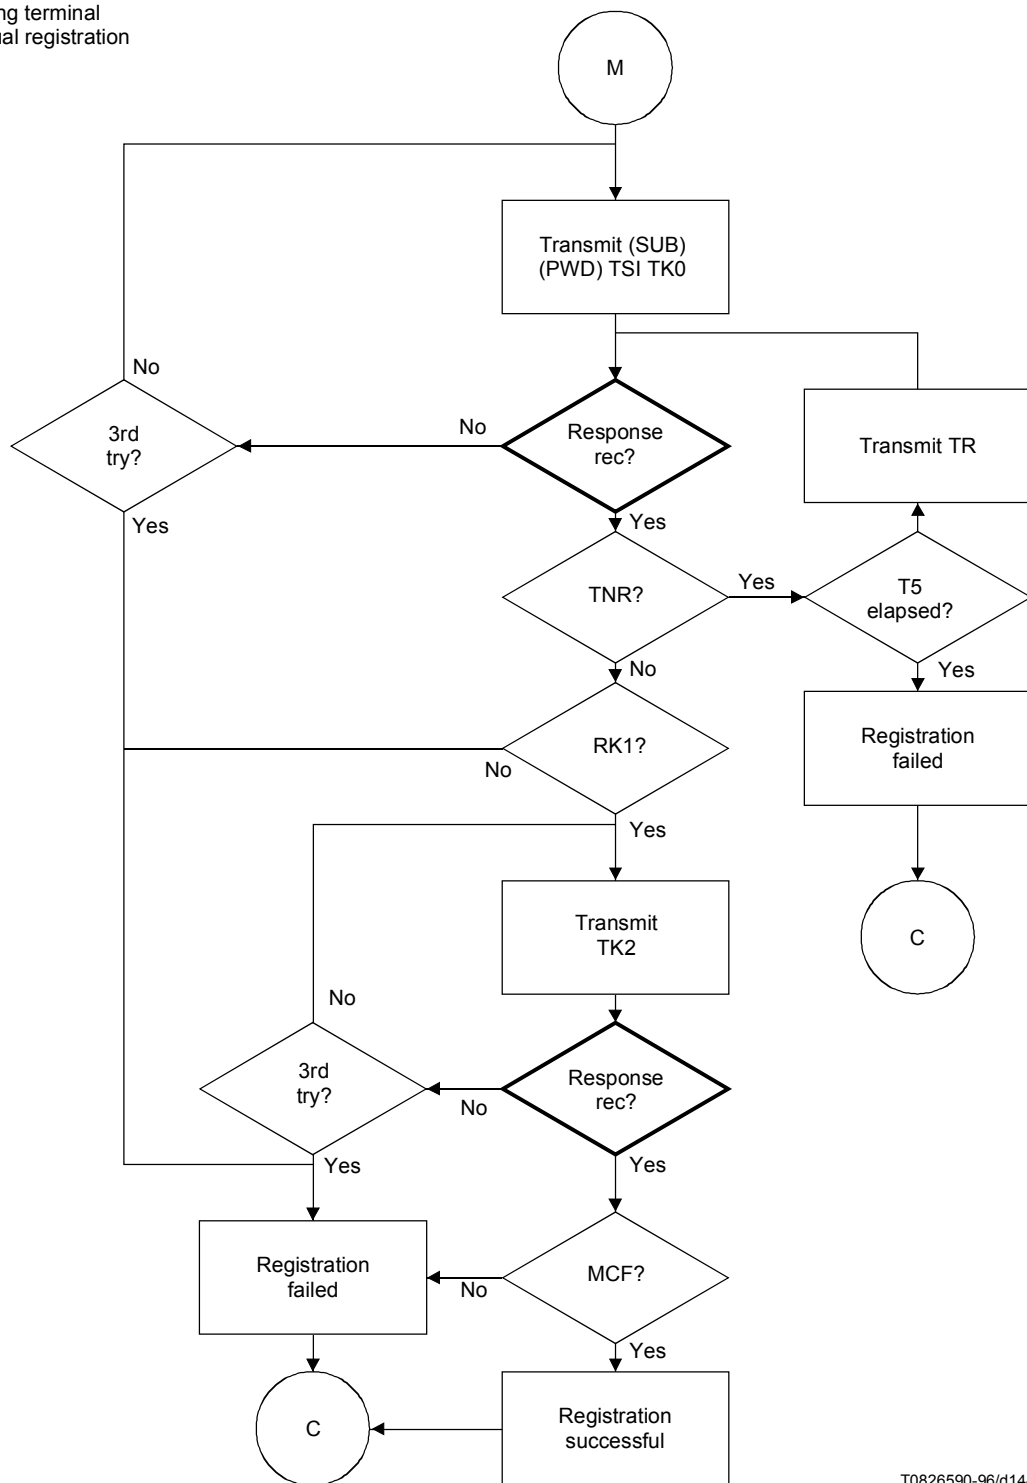 ng terminal
ual registration
M
Transmit (SUB)
(PWD) TSI TK0
No
3rd
try?
No
Response
rec?
Transmit TR
Yes
Yes
TNR?
Yes
T5
elapsed?
No
Yes
RK1?
No
Registration
failed
Yes
Transmit
TK2
C
No
3rd
try?
No
Response
rec?
Yes
Yes
Registration
failed
No
MCF?
Yes
C
Registration
successful
T0826590-96/d14